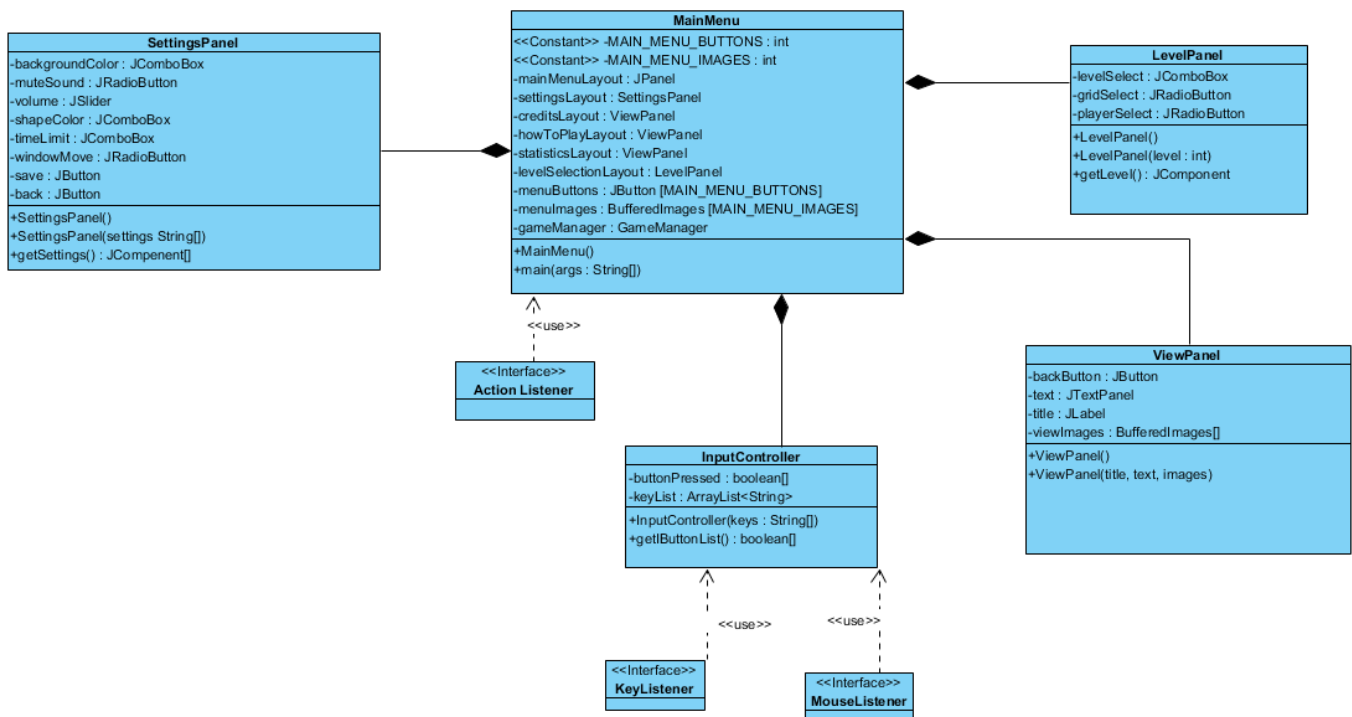 SettingsPanel
-backgroundColor : JComboBox
-muteSound : JRadioButton
-volume : JSlider
-shapeColor : JComboBox
-timeLimit : JComboBox
-windowMove : JRadioButton
-save : JButton
-back : JButton
+SettingsPanel()
+SettingsPanel(settings String[])
+getSettings() : JCompenent[]
MainMenu
<<Constant>> -MAIN_MENU_BUTTONS : int
<<Constant>> -MAIN_MENU_IMAGES : int
-mainMenuLayout : JPanel
-settingsLayout : SettingsPanel
-creditsLayout : ViewPanel
-howToPlayLayout : ViewPanel
-statisticsLayout : ViewPanel
-levelSelectionLayout : LevelPanel
-menuButtons : JButton [MAIN_MENU_BUTTONS]
-menuImages : BufferedImages [MAIN_MENU_IMAGES]
-gameManager : GameManager
+MainMenu()
+main(args : String[])
LevelPanel
-levelSelect : JComboBox
-gridSelect : JRadioButton
-playerSelect : JRadioButton
+LevelPanel()
+LevelPanel(level : int)
+getLevel() : JComponent
<<use>>
<<Interface>>
Action Listener
ViewPanel
-backButton : JButton
-text : JTextPanel
-title : JLabel
-viewImages : BufferedImages[]
+ViewPanel()
+ViewPanel(title, text, images)
InputController
-buttonPressed : boolean[]
-keyList : ArrayList<String>
+InputController(keys : String[])
+getIButtonList() : boolean[]
<<use>>
<<use>>
<<Interface>>
KeyListener
<<Interface>>
MouseListener